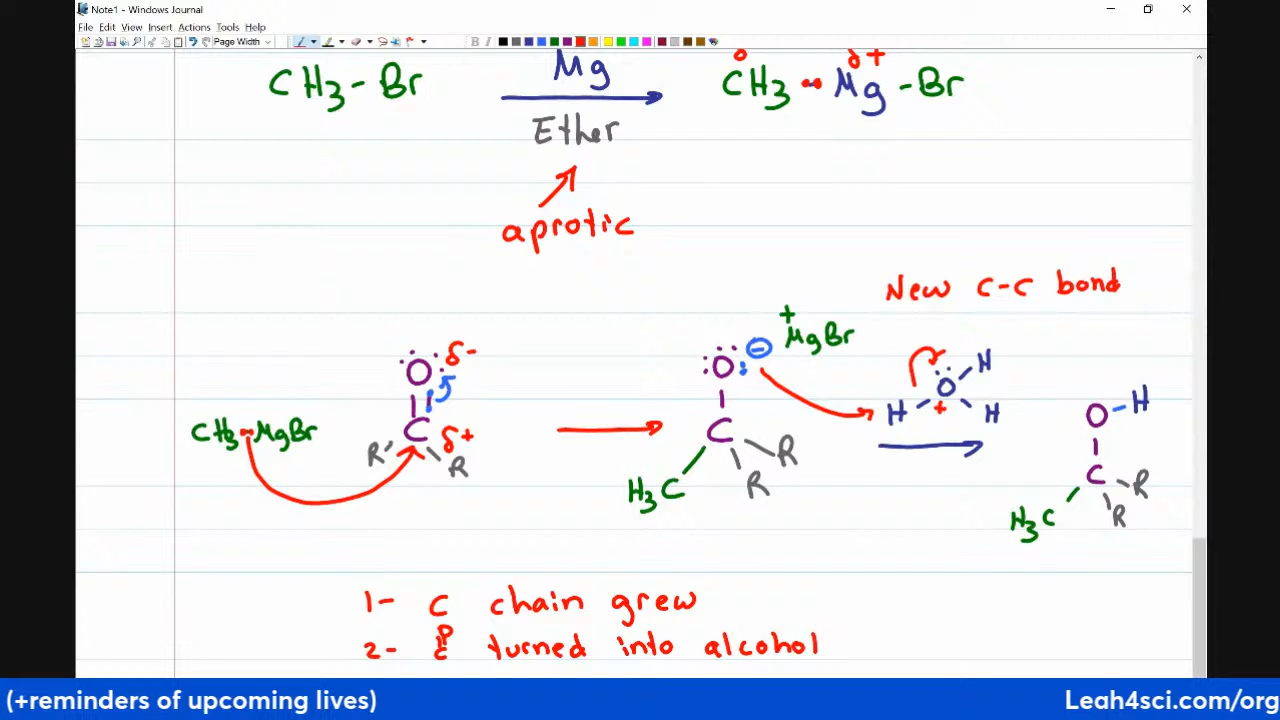 Note1 - Windows Journal
File Edit View Insert Actions Tools Help
Page Width
B I
CH3 - Br Mg CH3 Mg - Br
δ+
Ether
aprotic
New C-C bond
+
MgBr
O δ- O − O H
H + H O - H
CH3 MgBr C δ+ C
R R R C R
H3C R R
H3C
1- C chain grew
2- C turned into alcohol
(+reminders of upcoming lives) Leah4sci.com/org